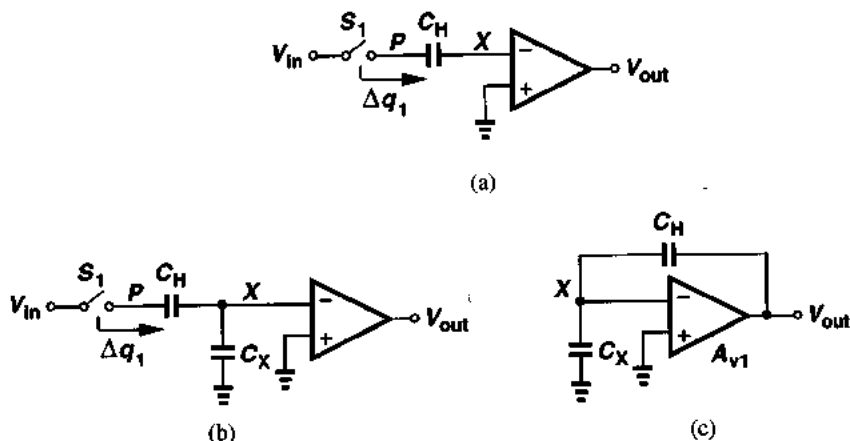 S1
CH
Vin
P
X
−
+
Vout
Δq1
(a)
S1
CH
Vin
P
X
−
+
Vout
Δq1
CX
(b)
CH
X
−
+
Vout
CX
Av1
(c)